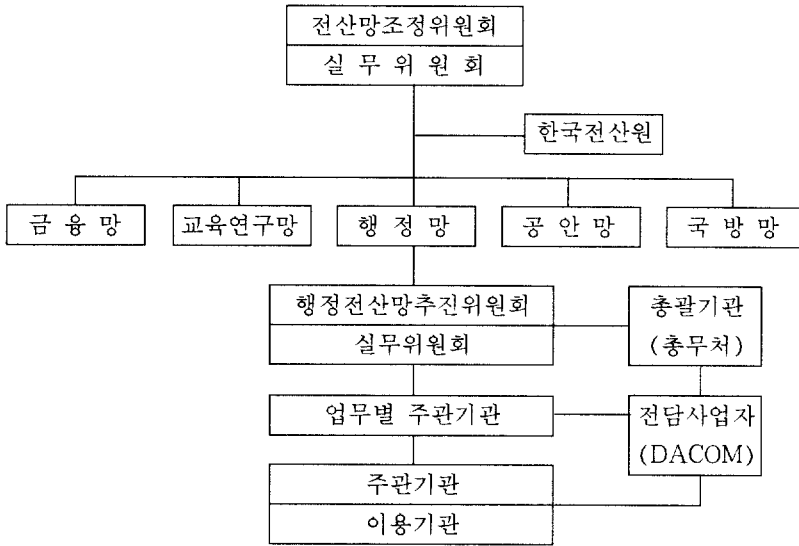 전산망조정위원회
실 무 위 원 회
한국전산원
금 융 망
교육연구망
행 정 망
공 안 망
국 방 망
행정전산망추진위원회
실무위원회
총괄기관
(총무처)
업무별 주관기관
전담사업자
(DACOM)
주관기관
이용기관